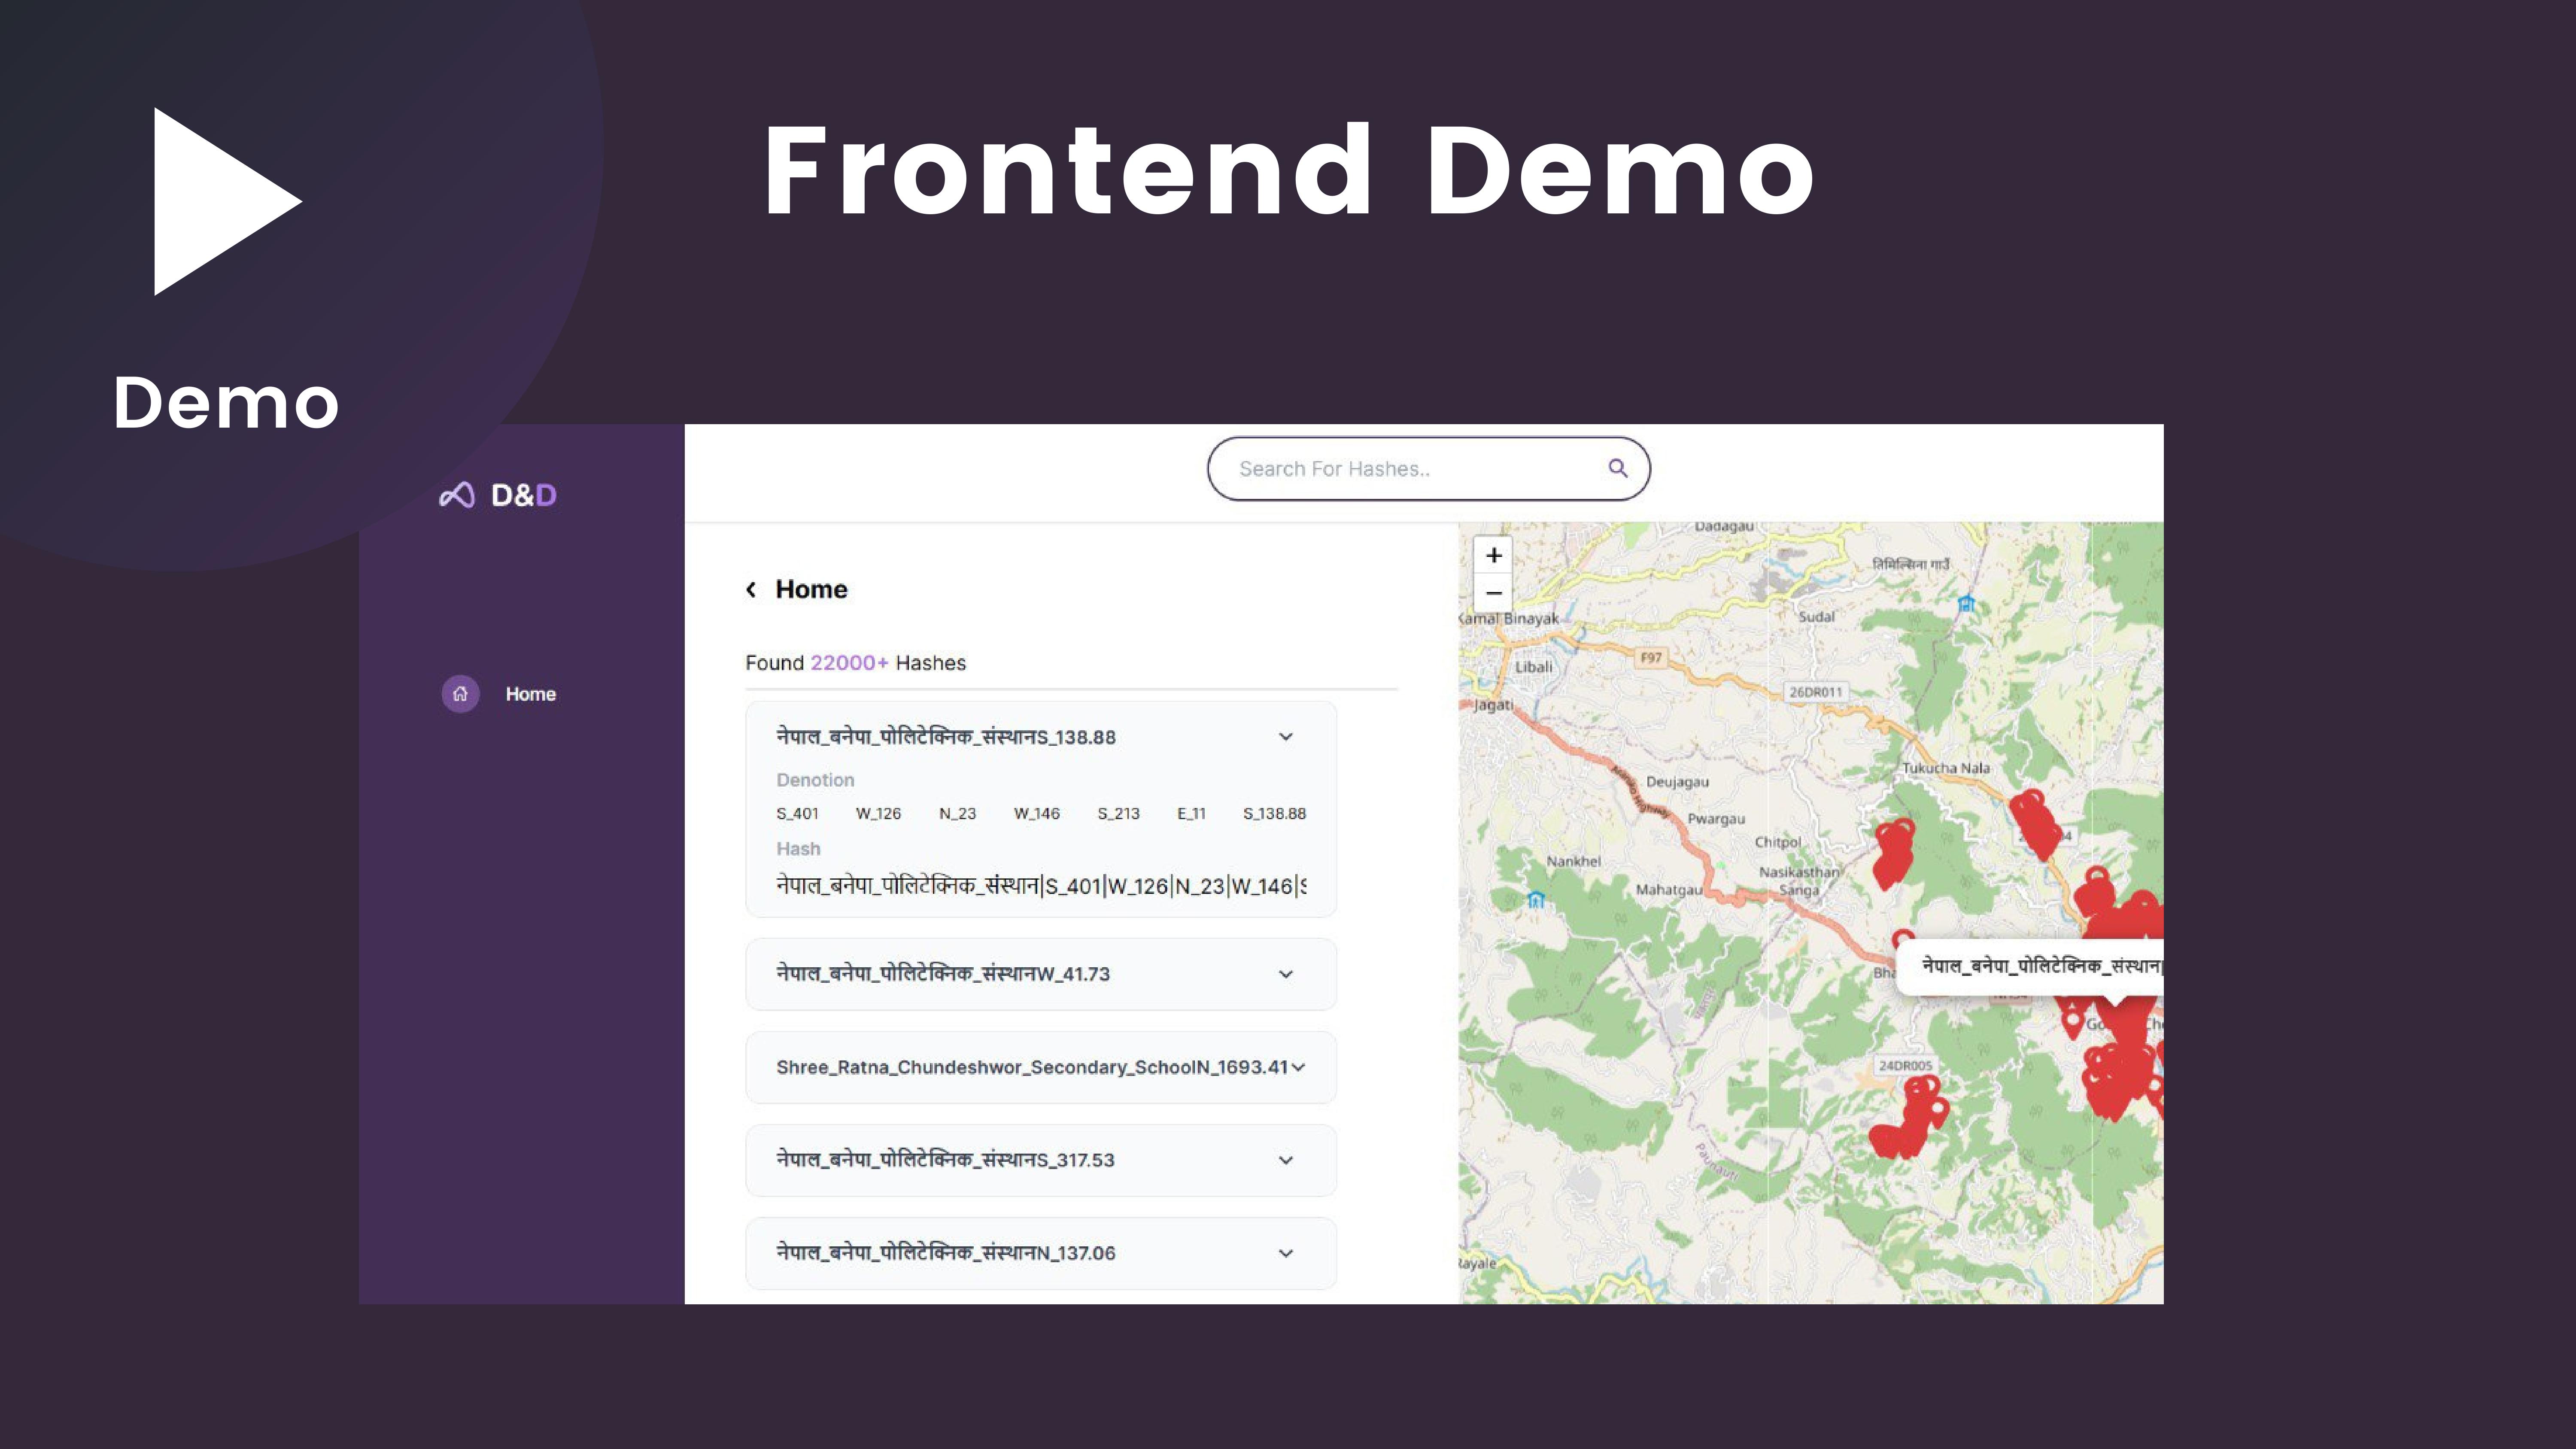 Frontend Demo
Demo
D&D
Search For Hashes..
Home
Home
Found 22000+ Hashes
नेपाल_बनेपा_पोलिटेक्निक_संस्थानS_138.88
Denotion
S_401 W_126 N_23 W_146 S_213 E_11 S_138.88
Hash
नेपाल_बनेपा_पोलिटेक्निक_संस्थान|S_401|W_126|N_23|W_146|S
नेपाल_बनेपा_पोलिटेक्निक_संस्थानW_41.73
Shree_Ratna_Chundeshwor_Secondary_SchoolN_1693.41
नेपाल_बनेपा_पोलिटेक्निक_संस्थानS_317.53
नेपाल_बनेपा_पोलिटेक्निक_संस्थानN_137.06
+
−
Dadagau
Kamal Binayak
Sudal
F97
Libali
26DR011
Jagati
Tukucha Nala
Deujagau
Araniko Highway
Pwargau
Chitpol
Nankhel
Nasikasthan
Sanga
Mahatgau
Bha
नेपाल_बनेपा_पोलिटेक्निक_संस्थान|
24DR005
Panauti
Rayale